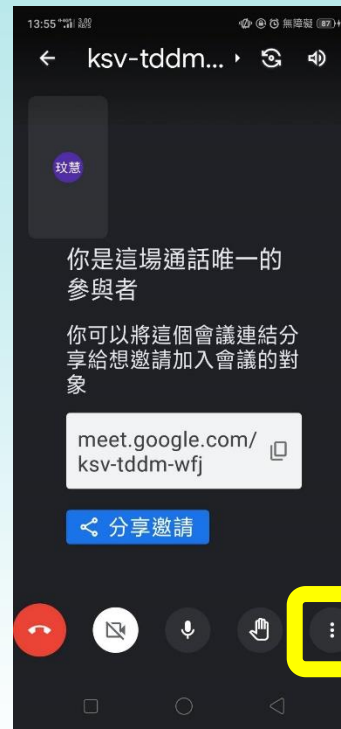 13:55
無障礙 87
ksv-tddm...
玟慧
你是這場通話唯一的
參與者
你可以將這個會議連結分
享給想邀請加入會議的對
象
meet.google.com/
ksv-tddm-wfj
分享邀請